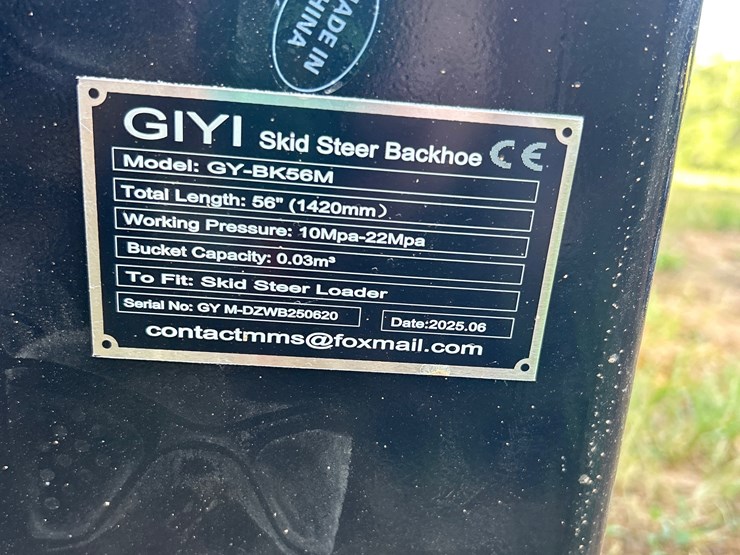 MADE IN
CHINA
GIYI Skid Steer Backhoe CE
Model: GY-BK56M
Total Length: 56" (1420mm)
Working Pressure: 10Mpa-22Mpa
Bucket Capacity: 0.03m³
To Fit: Skid Steer Loader
Serial No: GY M-DZWB250620
Date:2025.06
contactmms@foxmail.com